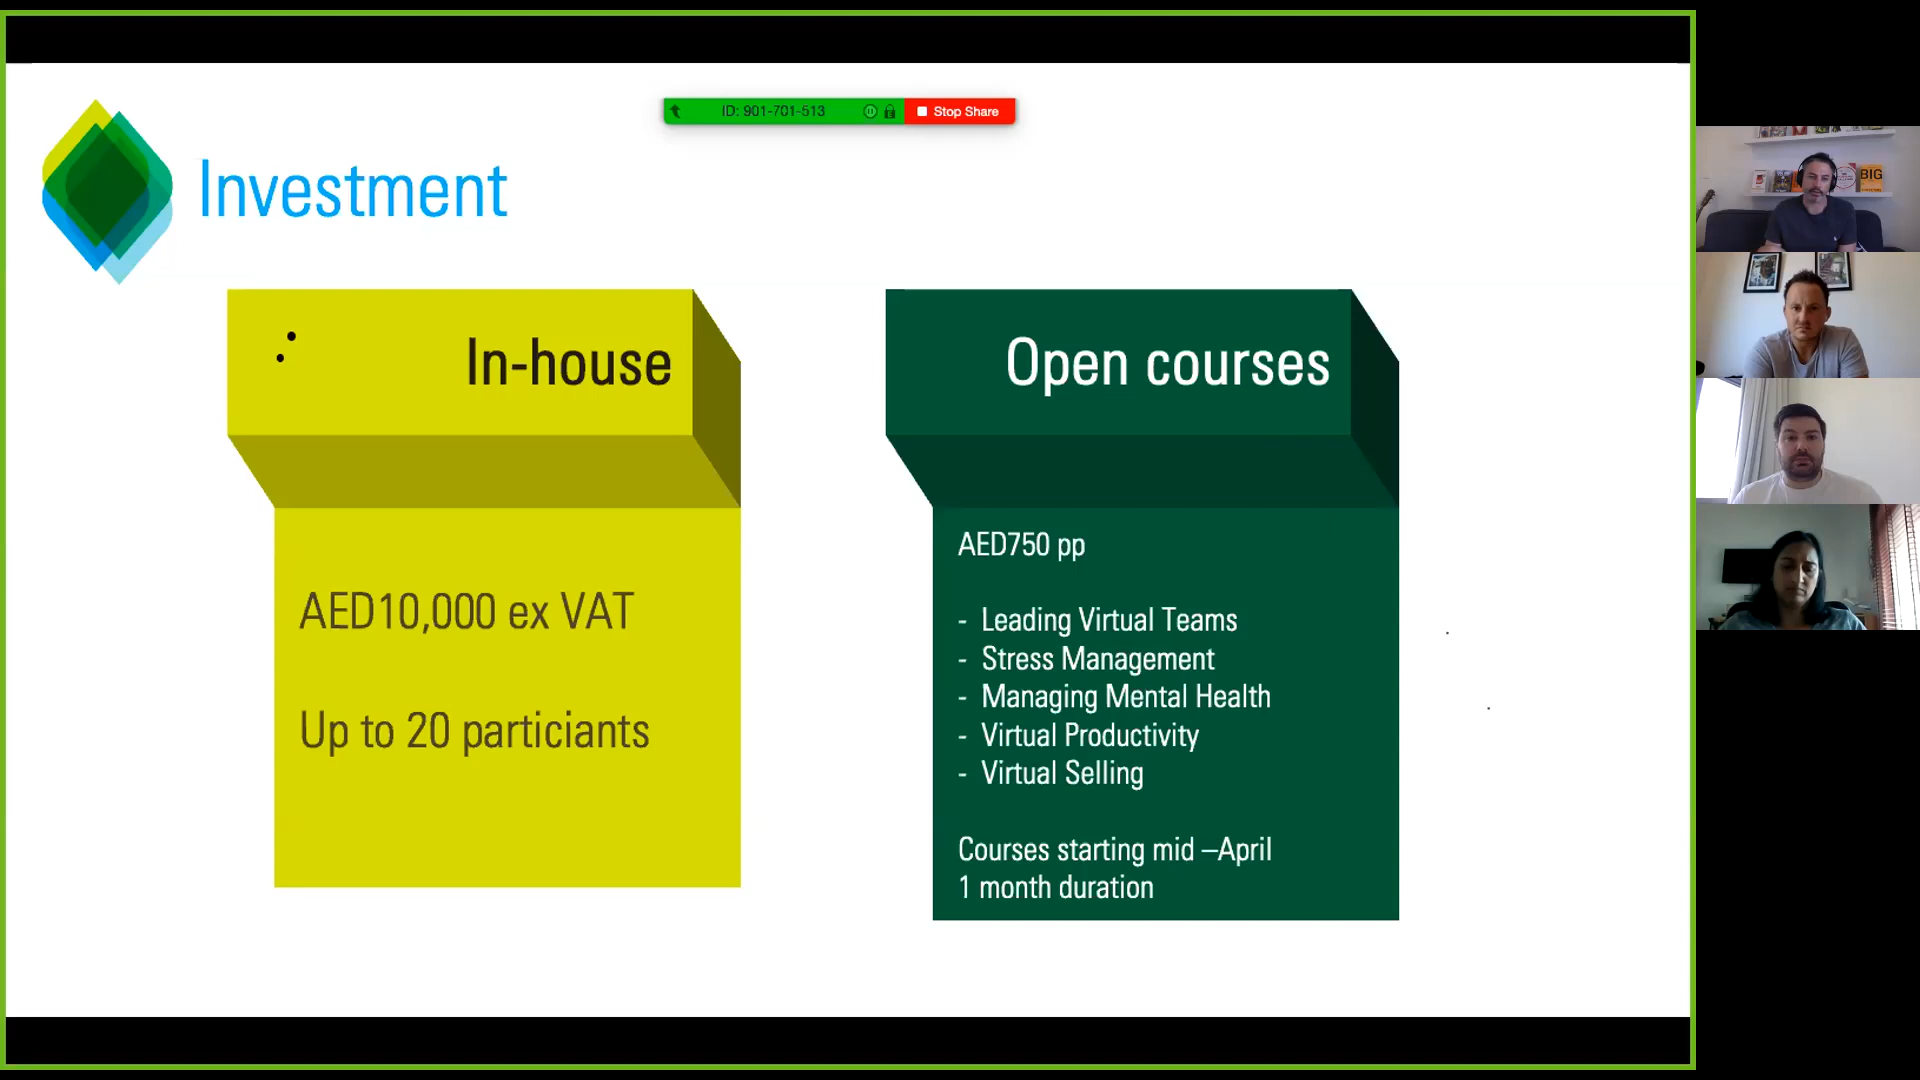 ID: 901-701-513
Stop Share
Investment
In-house
AED10,000 ex VAT
Up to 20 particiants
Open courses
AED750 pp
- Leading Virtual Teams
- Stress Management
- Managing Mental Health
- Virtual Productivity
- Virtual Selling
Courses starting mid –April
1 month duration
BIG